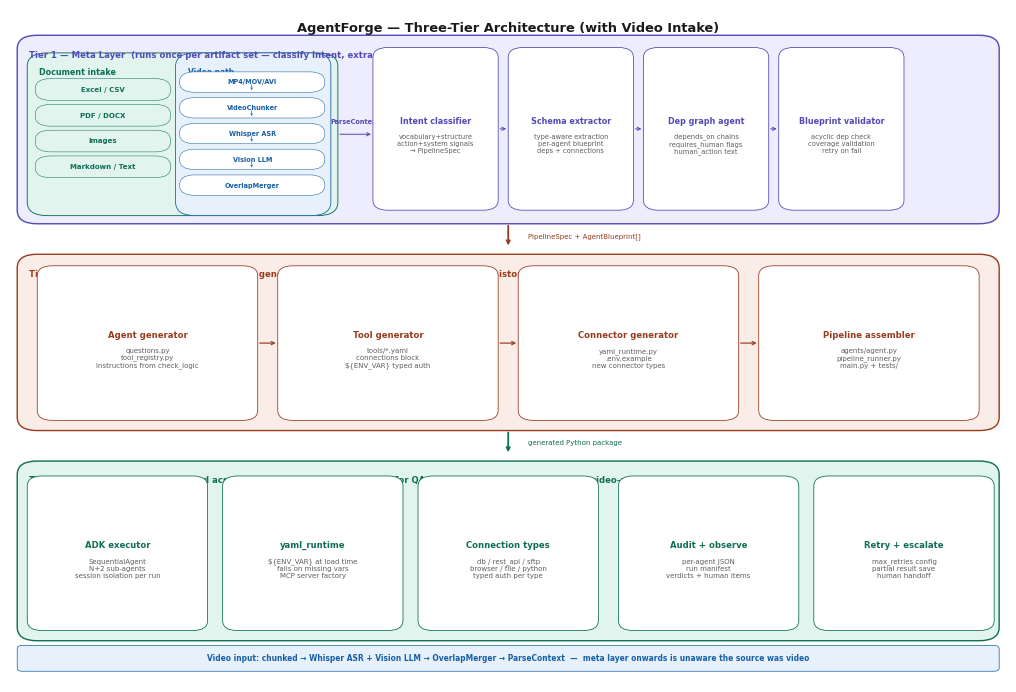 AgentForge — Three-Tier Architecture (with Video Intake)
Tier 1 — Meta Layer  (runs once per artifact set — classify intent, extra
Document intake
Excel / CSV
PDF / DOCX
Images
Markdown / Text
Video path
MP4/MOV/AVI
VideoChunker
Whisper ASR
Vision LLM
OverlapMerger
ParseContext
Intent classifier
vocabulary+structure
action+system signals
→ PipelineSpec
Schema extractor
type-aware extraction
per-agent blueprint
deps + connections
Dep graph agent
depends_on chains
requires_human flags
human_action text
Blueprint validator
acyclic dep check
coverage validation
retry on fail
PipelineSpec + AgentBlueprint[]
Agent generator
questions.py
tool_registry.py
instructions from check_logic
Tool generator
tools/*.yaml
connections block
${ENV_VAR} typed auth
Connector generator
yaml_runtime.py
.env.example
new connector types
Pipeline assembler
agents/agent.py
pipeline_runner.py
main.py + tests/
generated Python package
ADK executor
SequentialAgent
N+2 sub-agents
session isolation per run
yaml_runtime
${ENV_VAR} at load time
fails on missing vars
MCP server factory
Connection types
db / rest_api / sftp
browser / file / python
typed auth per type
Audit + observe
per-agent JSON
run manifest
verdicts + human items
Retry + escalate
max_retries config
partial result save
human handoff
Video input: chunked → Whisper ASR + Vision LLM → OverlapMerger → ParseContext  —  meta layer onwards is unaware the source was video